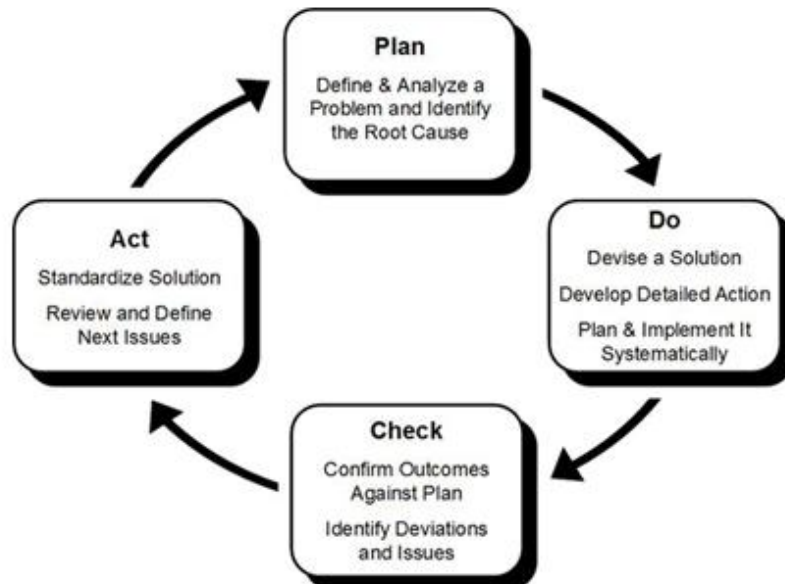 Plan
Define & Analyze a
Problem and Identify
the Root Cause
Do
Devise a Solution
Develop Detailed Action
Plan & Implement It
Systematically
Check
Confirm Outcomes
Against Plan
Identify Deviations
and Issues
Act
Standardize Solution
Review and Define
Next Issues